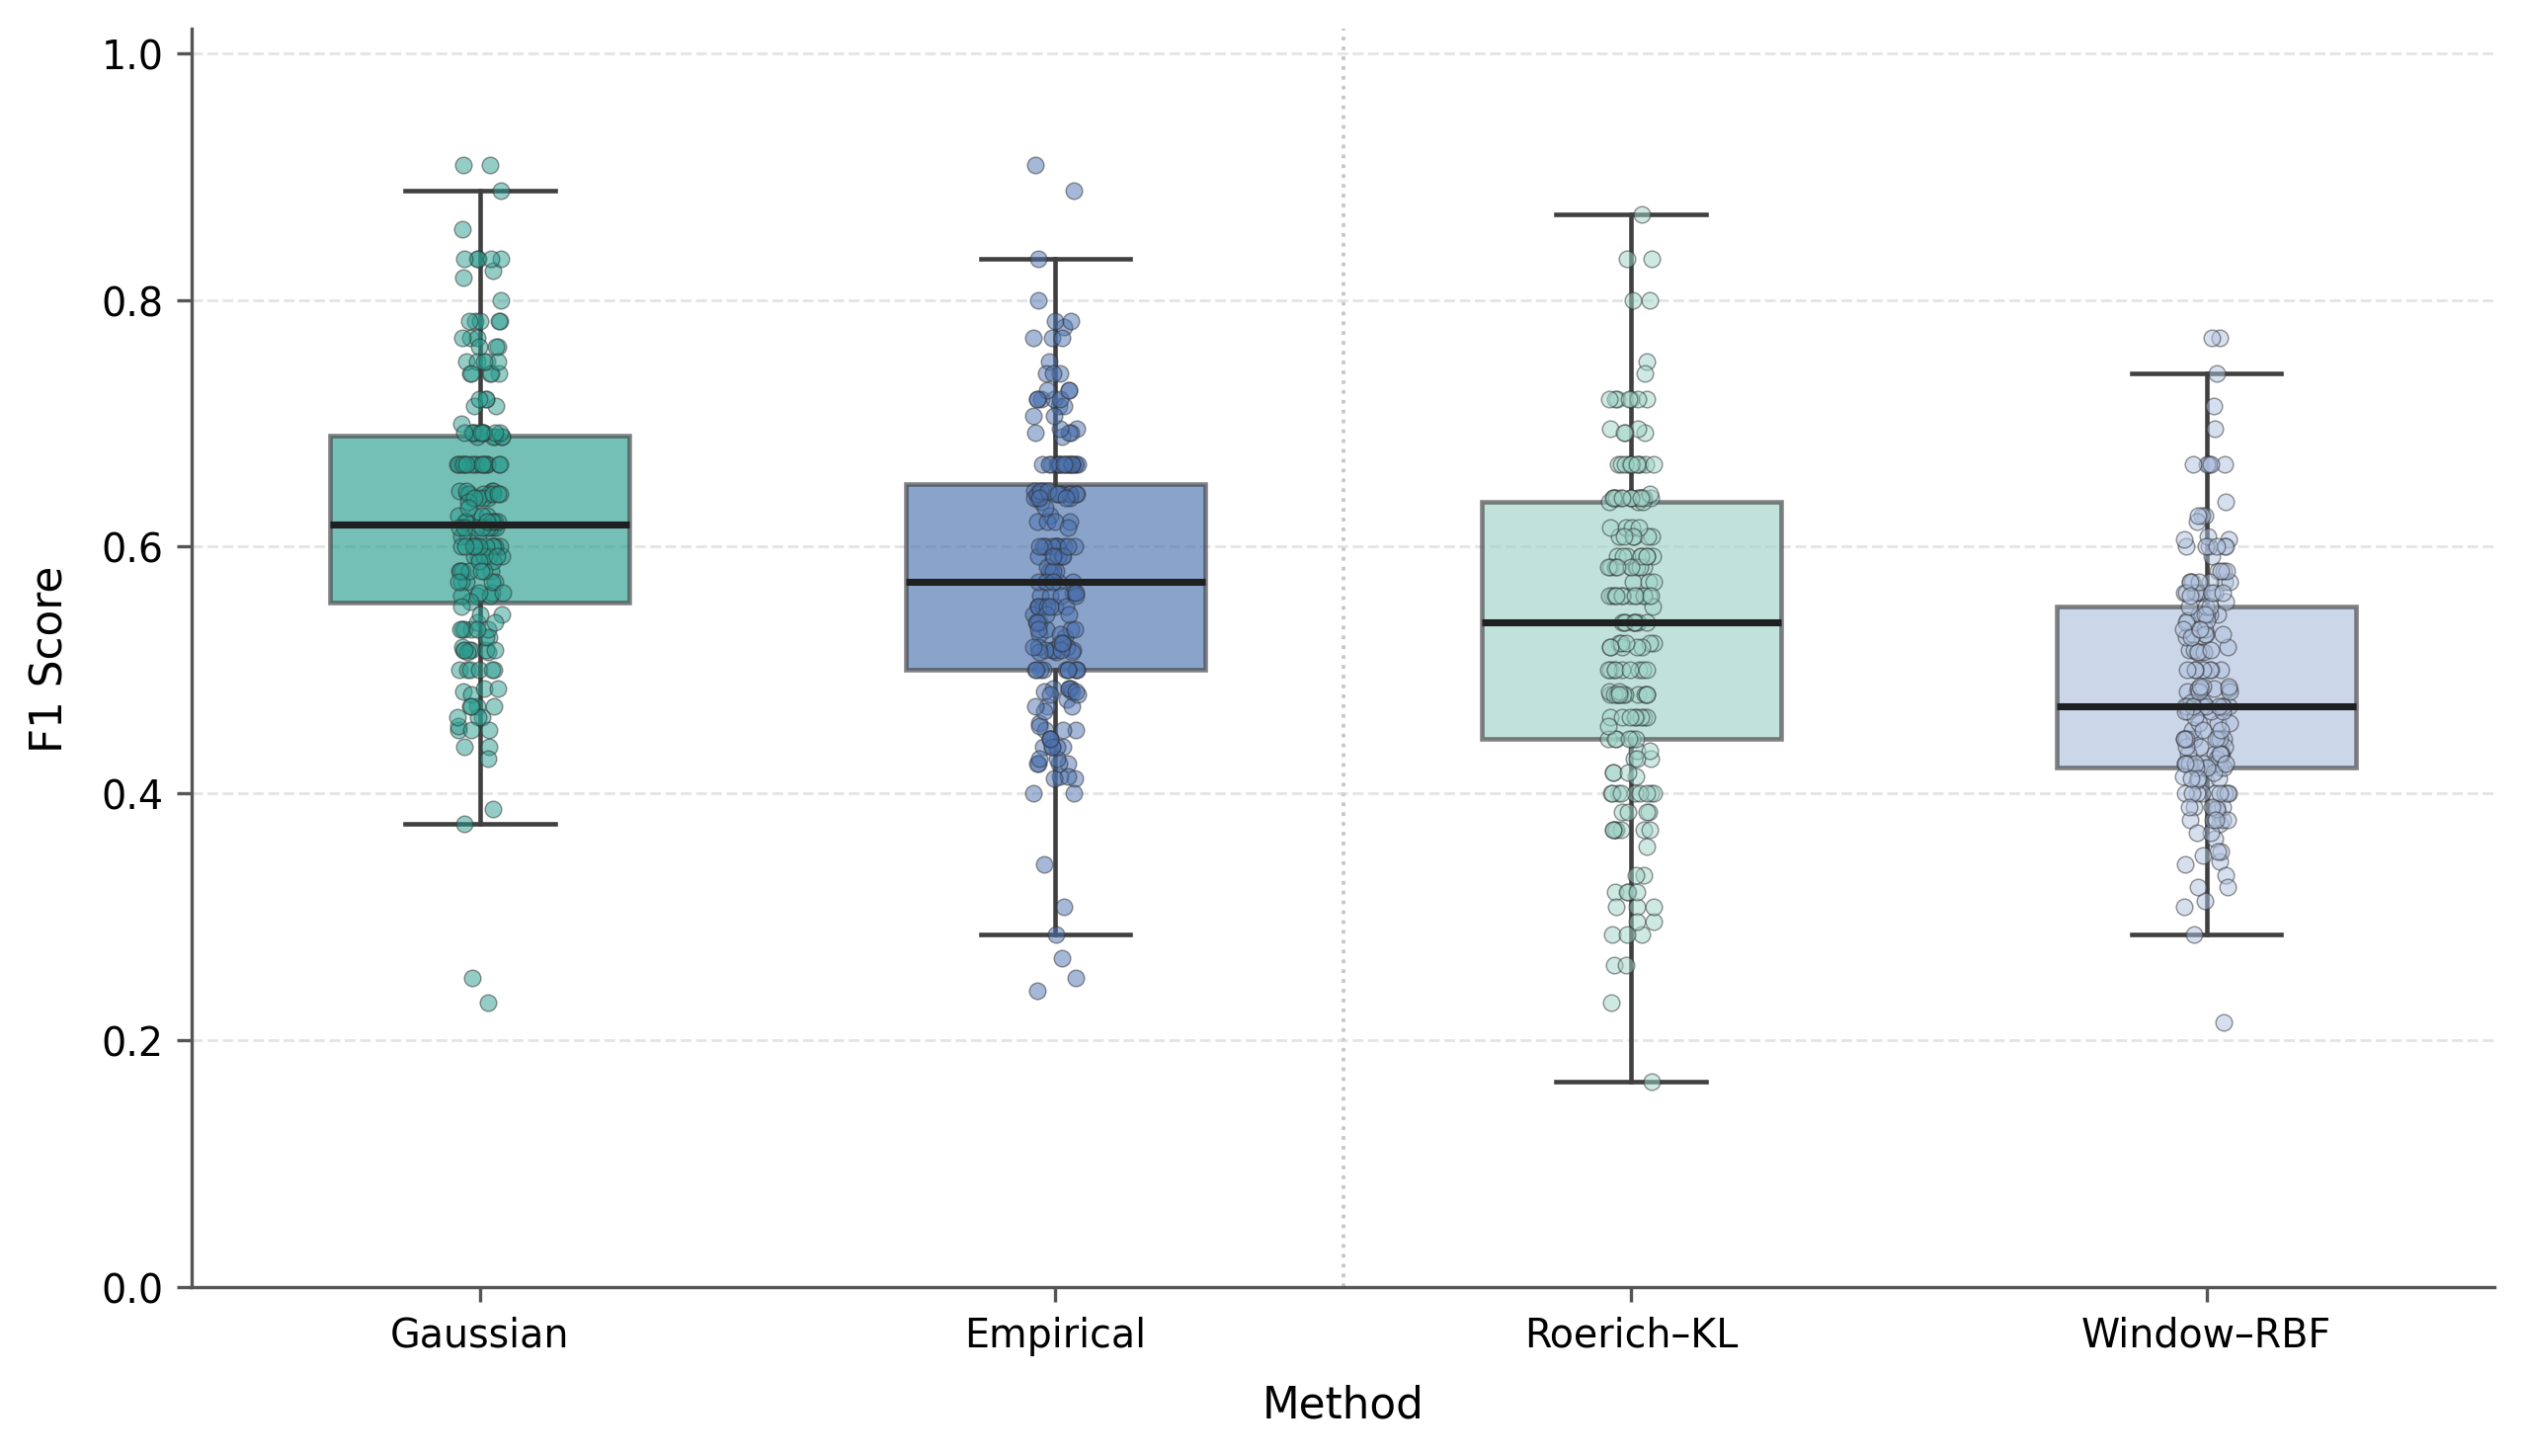 1.0
0.8
0.6
0.4
0.2
0.0
F1 Score
Gaussian
Empirical
Roerich–KL
Window–RBF
Method